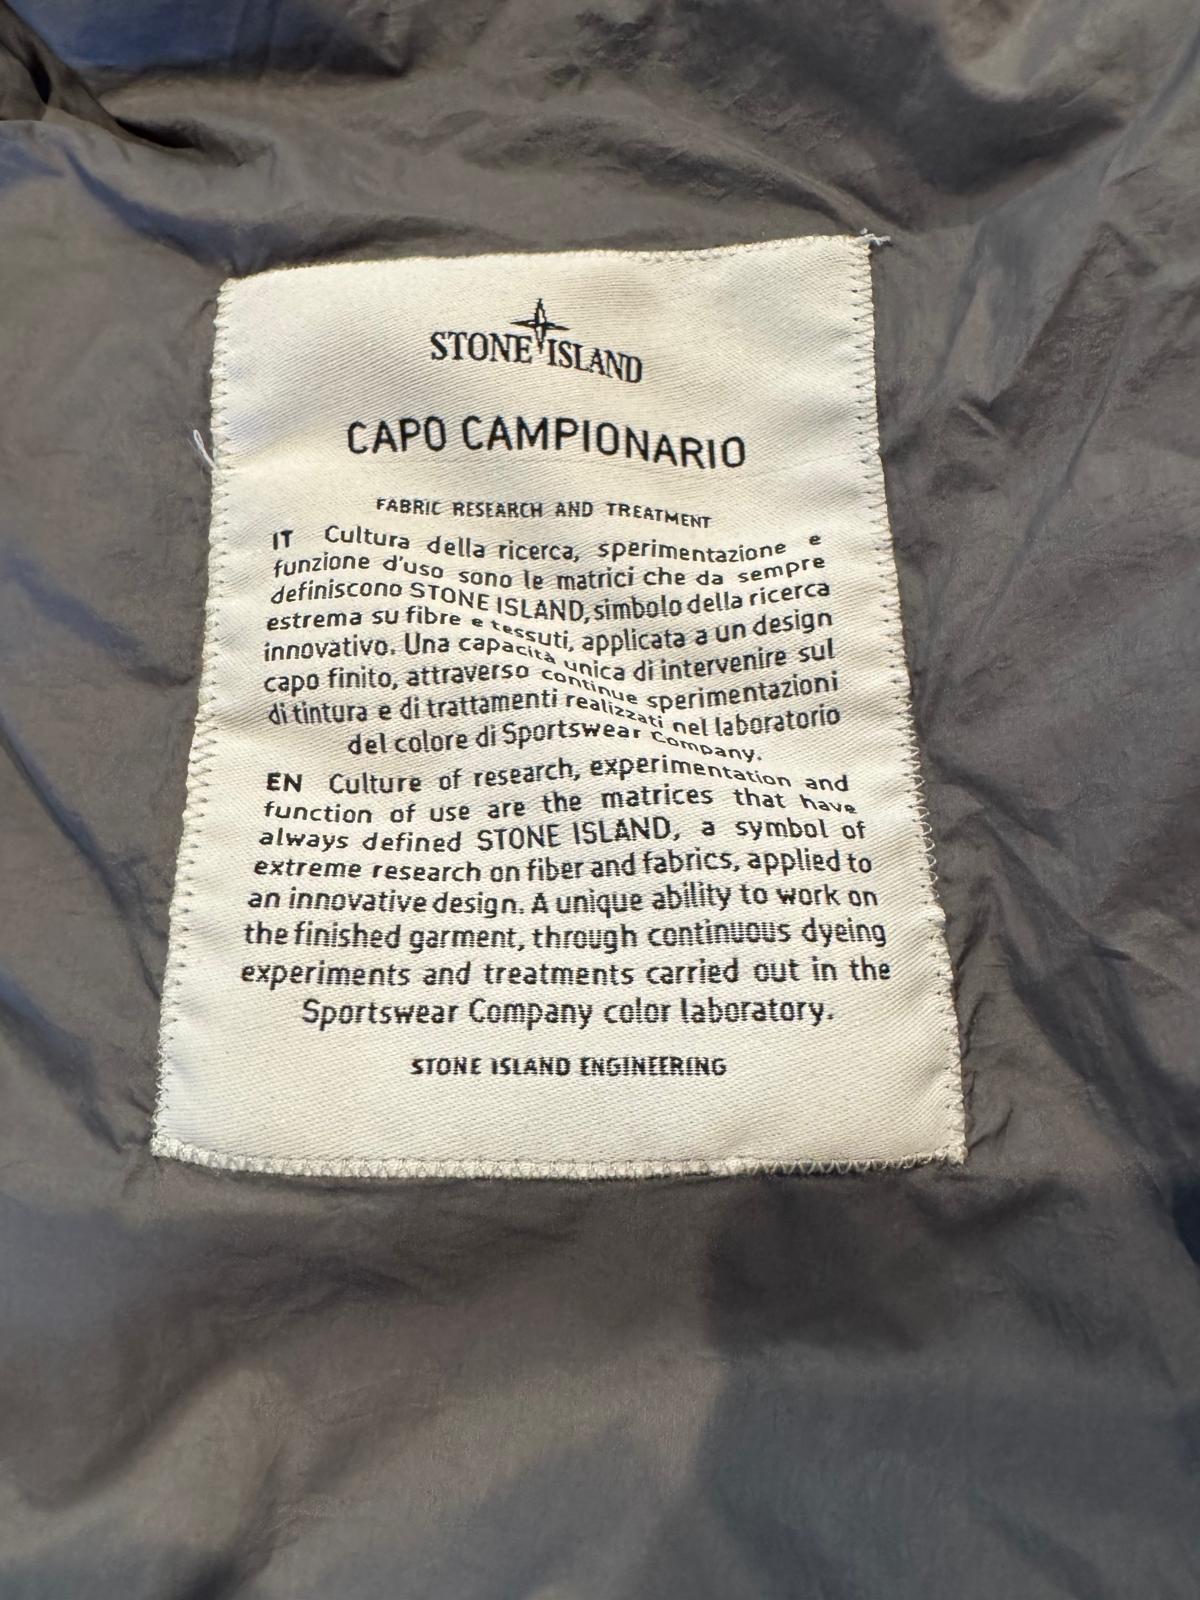 STONE ISLAND
CAPO CAMPIONARIO
FABRIC RESEARCH AND TREATMENT
IT Cultura della ricerca, sperimentazione e
funzione d'uso sono le matrici che da sempre
definiscono STONE ISLAND, simbolo della ricerca
estrema su fibre e tessuti, applicata a un design
innovativo. Una capacità unica di intervenire sul
capo finito, attraverso continue sperimentazioni
di tintura e di trattamenti realizzati nel laboratorio
del colore di Sportswear Company.
EN Culture of research, experimentation and
function of use are the matrices that have
always defined STONE ISLAND, a symbol of
extreme research on fiber and fabrics, applied to
an innovative design. A unique ability to work on
the finished garment, through continuous dyeing
experiments and treatments carried out in the
Sportswear Company color laboratory.
STONE ISLAND ENGINEERING